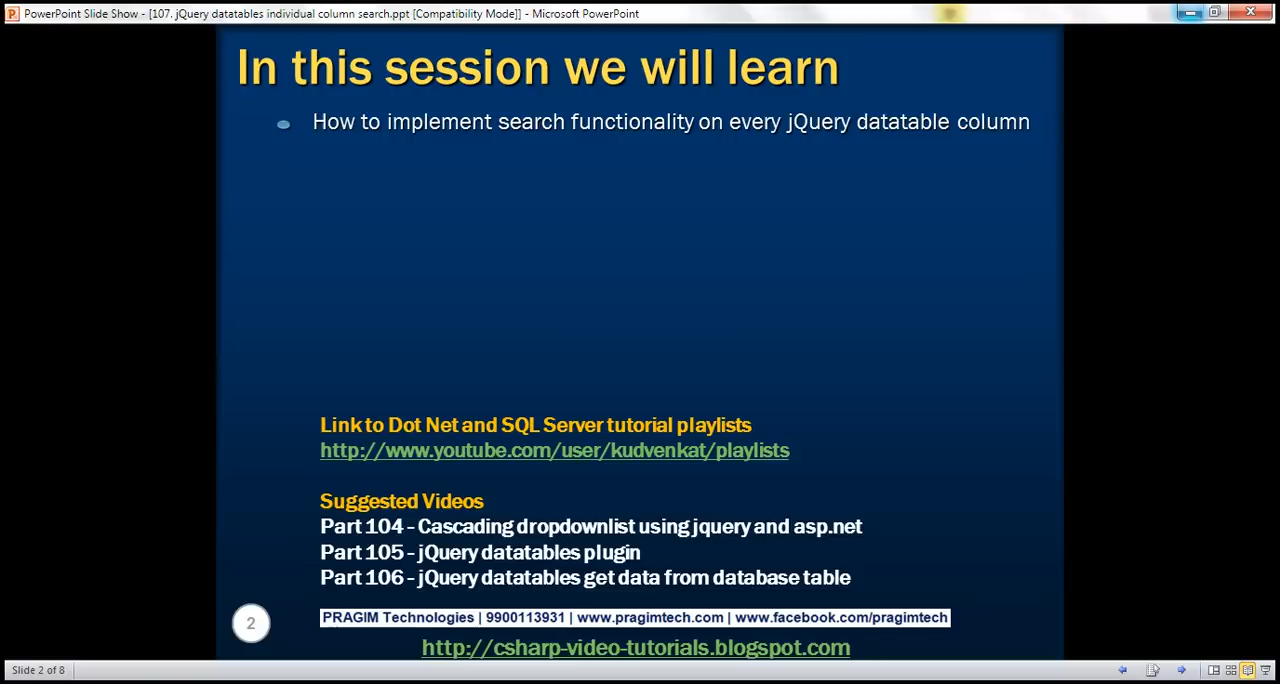 PowerPoint Slide Show - [107. jQuery datatables individual column search.ppt [Compatibility Mode]] - Microsoft PowerPoint
In this session we will learn
How to implement search functionality on every jQuery datatable column
Link to Dot Net and SQL Server tutorial playlists
http://www.youtube.com/user/kudvenkat/playlists
Suggested Videos
Part 104 - Cascading dropdownlist using jquery and asp.net
Part 105 - jQuery datatables plugin
Part 106 - jQuery datatables get data from database table
2
PRAGIM Technologies | 9900113931 | www.pragimtech.com | www.facebook.com/pragimtech
http://csharp-video-tutorials.blogspot.com
Slide 2 of 8